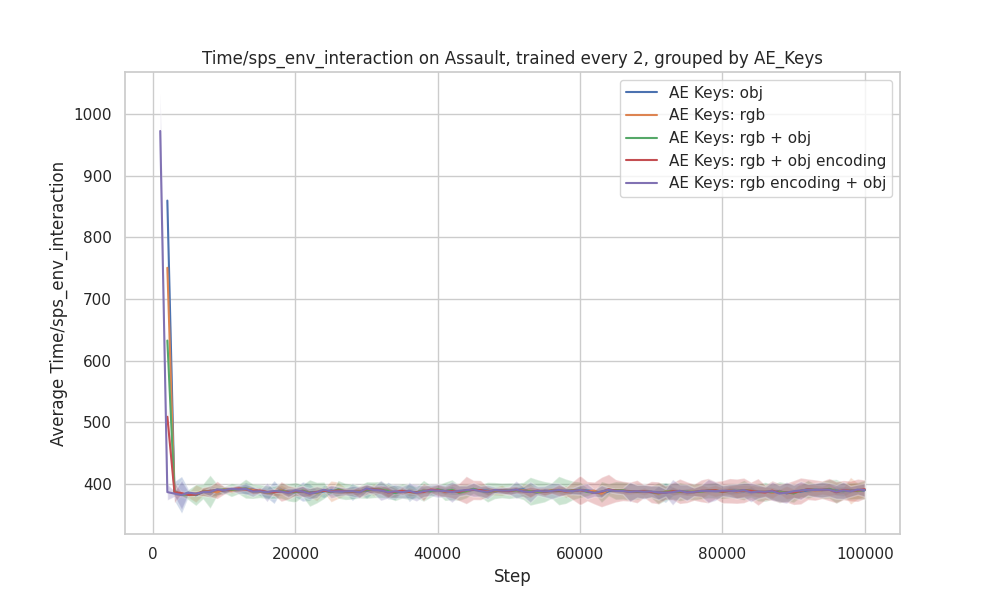 Time/sps_env_interaction on Assault, trained every 2, grouped by AE_Keys
AE Keys: obj
AE Keys: rgb
AE Keys: rgb + obj
AE Keys: rgb + obj encoding
AE Keys: rgb encoding + obj
Average Time/sps_env_interaction
1000
900
800
700
600
500
400
0
20000
40000
60000
80000
100000
Step